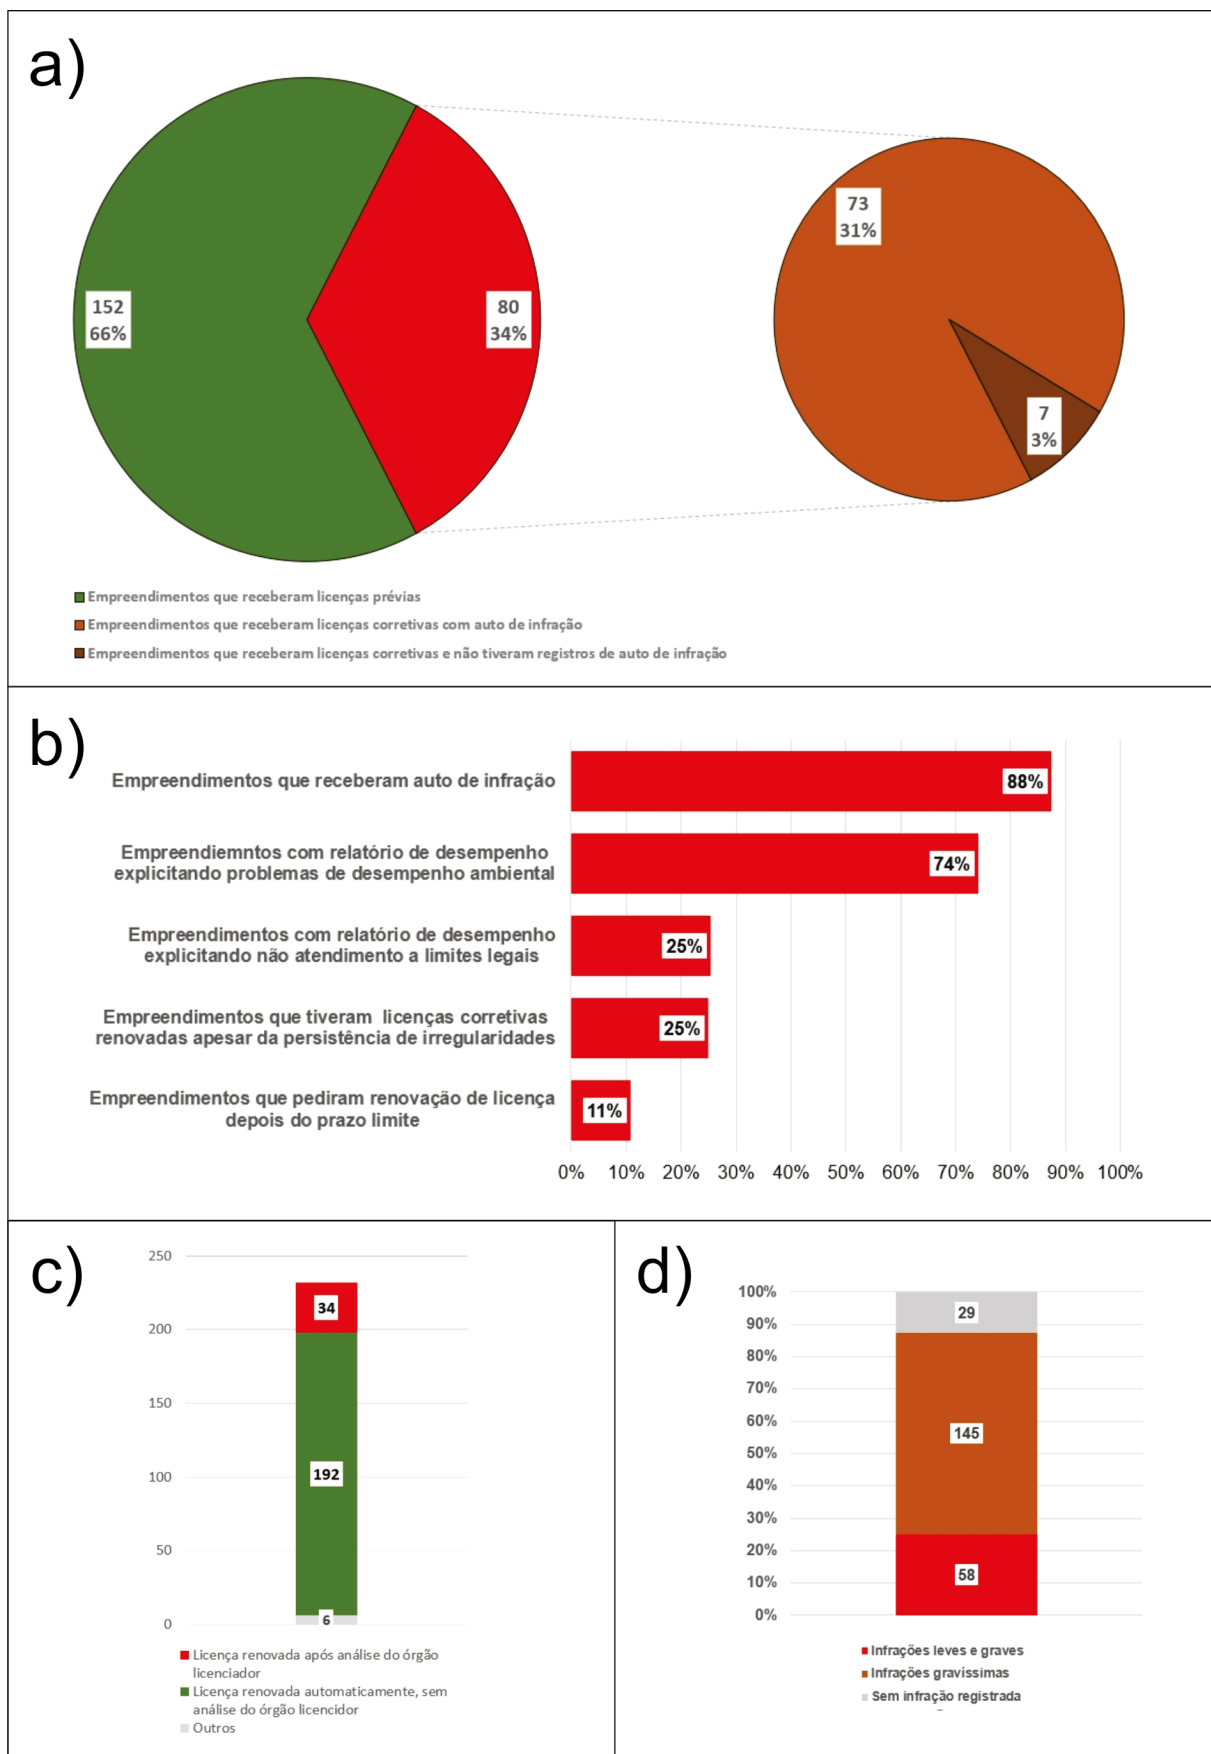 a)
152
66%
80
34%
73
31%
7
3%
Empreendimentos que receberam licenças prévias
Empreendimentos que receberam licenças corretivas com auto de infração
Empreendimentos que receberam licenças corretivas e não tiveram registros de auto de infração
b)
Empreendimentos que receberam auto de infração
88%
Empreendiemntos com relatório de desempenho
explicitando problemas de desempenho ambiental
74%
Empreendimentos com relatório de desempenho
explicitando não atendimento a limites legais
25%
Empreendimentos que tiveram licenças corretivas
renovadas apesar da persistência de irregularidades
25%
Empreendimentos que pediram renovação de licença
depois do prazo limite
11%
0% 10% 20% 30% 40% 50% 60% 70% 80% 90% 100%
c)
250
200
150
100
50
0
34
192
6
Licença renovada após análise do órgão
licenciador
Licença renovada automaticamente, sem
análise do órgão licencidor
Outros
d)
100%
90%
80%
70%
60%
50%
40%
30%
20%
10%
0%
29
145
58
Infrações leves e graves
Infrações gravíssimas
Sem infração registrada